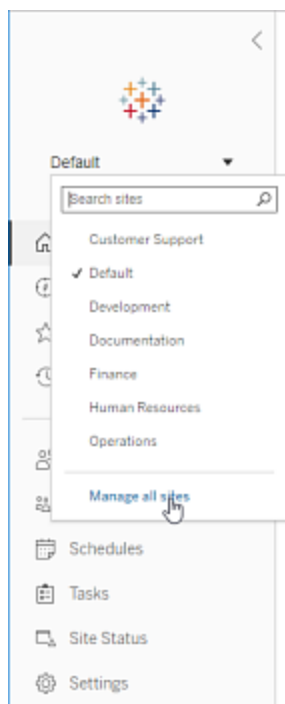 Default
Search sites
Customer Support
Default
Development
Documentation
Finance
Human Resources
Operations
Manage all sites
Schedules
Tasks
Site Status
Settings